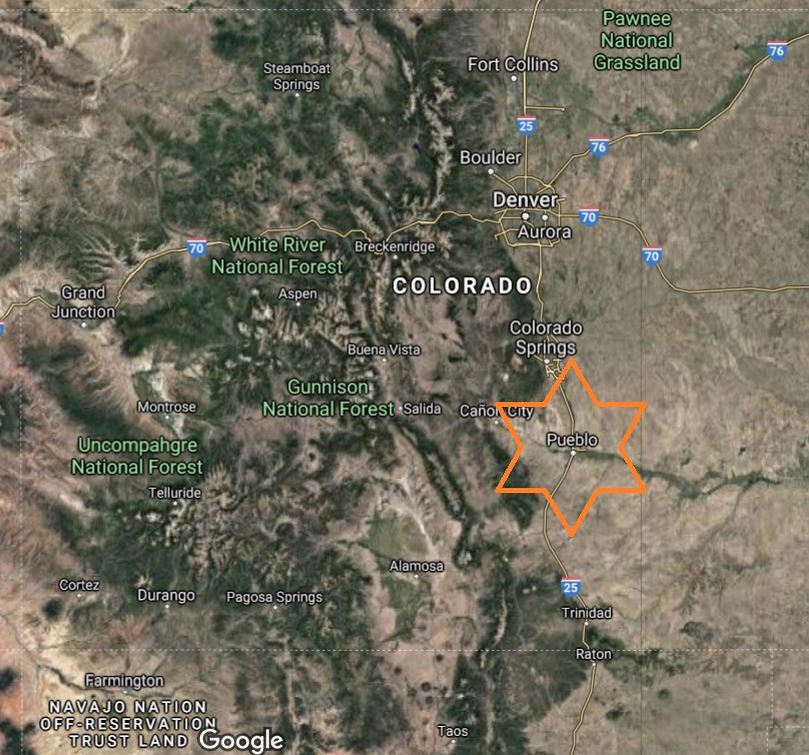 Pawnee
National
Grassland
76
Fort Collins
Steamboat
Springs
25
76
Boulder
Denver
70
Aurora
70
White River
National Forest
Breckenridge
70
COLORADO
Grand
Junction
Aspen
Colorado
Springs
Buena Vista
Gunnison
National Forest
Salida
Cañon City
Montrose
Pueblo
Uncompahgre
National Forest
Telluride
Alamosa
25
Cortez
Durango
Pagosa Springs
Trinidad
Raton
Farmington
NAVAJO NATION
OFF-RESERVATION
TRUST LAND
Google
Taos